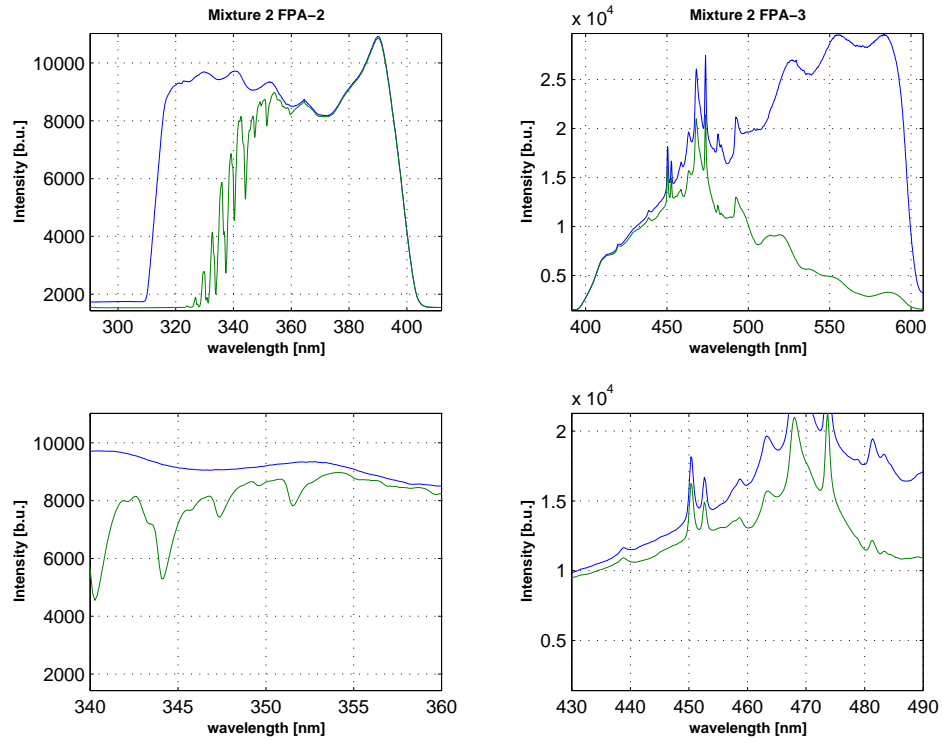 Mixture 2 FPA−2
10000
8000
6000
4000
2000
Intensity [b.u.]
300 320 340 360 380 400
wavelength [nm]
Mixture 2 FPA−3
x 10^4
2.5
2
1.5
1
0.5
Intensity [b.u.]
400 450 500 550 600
wavelength [nm]
10000
8000
6000
4000
2000
Intensity [b.u.]
340 345 350 355 360
wavelength [nm]
x 10^4
2
1.5
1
0.5
Intensity [b.u.]
430 440 450 460 470 480 490
wavelength [nm]